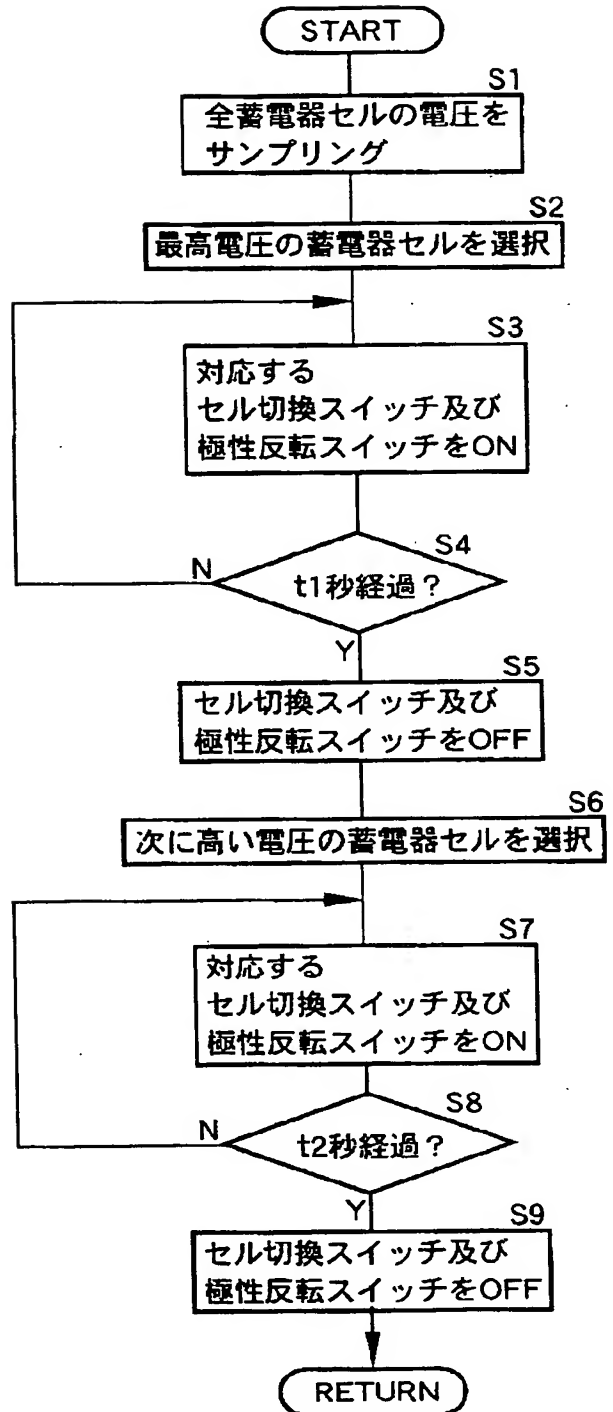 START
S1
全蓄電器セルの電圧を
サンプリング
S2
最高電圧の蓄電器セルを選択
S3
対応する
セル切換スイッチ及び
極性反転スイッチをON
S4
N
t1秒経過？
Y
S5
セル切換スイッチ及び
極性反転スイッチをOFF
S6
次に高い電圧の蓄電器セルを選択
S7
対応する
セル切換スイッチ及び
極性反転スイッチをON
S8
N
t2秒経過？
Y
S9
セル切換スイッチ及び
極性反転スイッチをOFF
RETURN